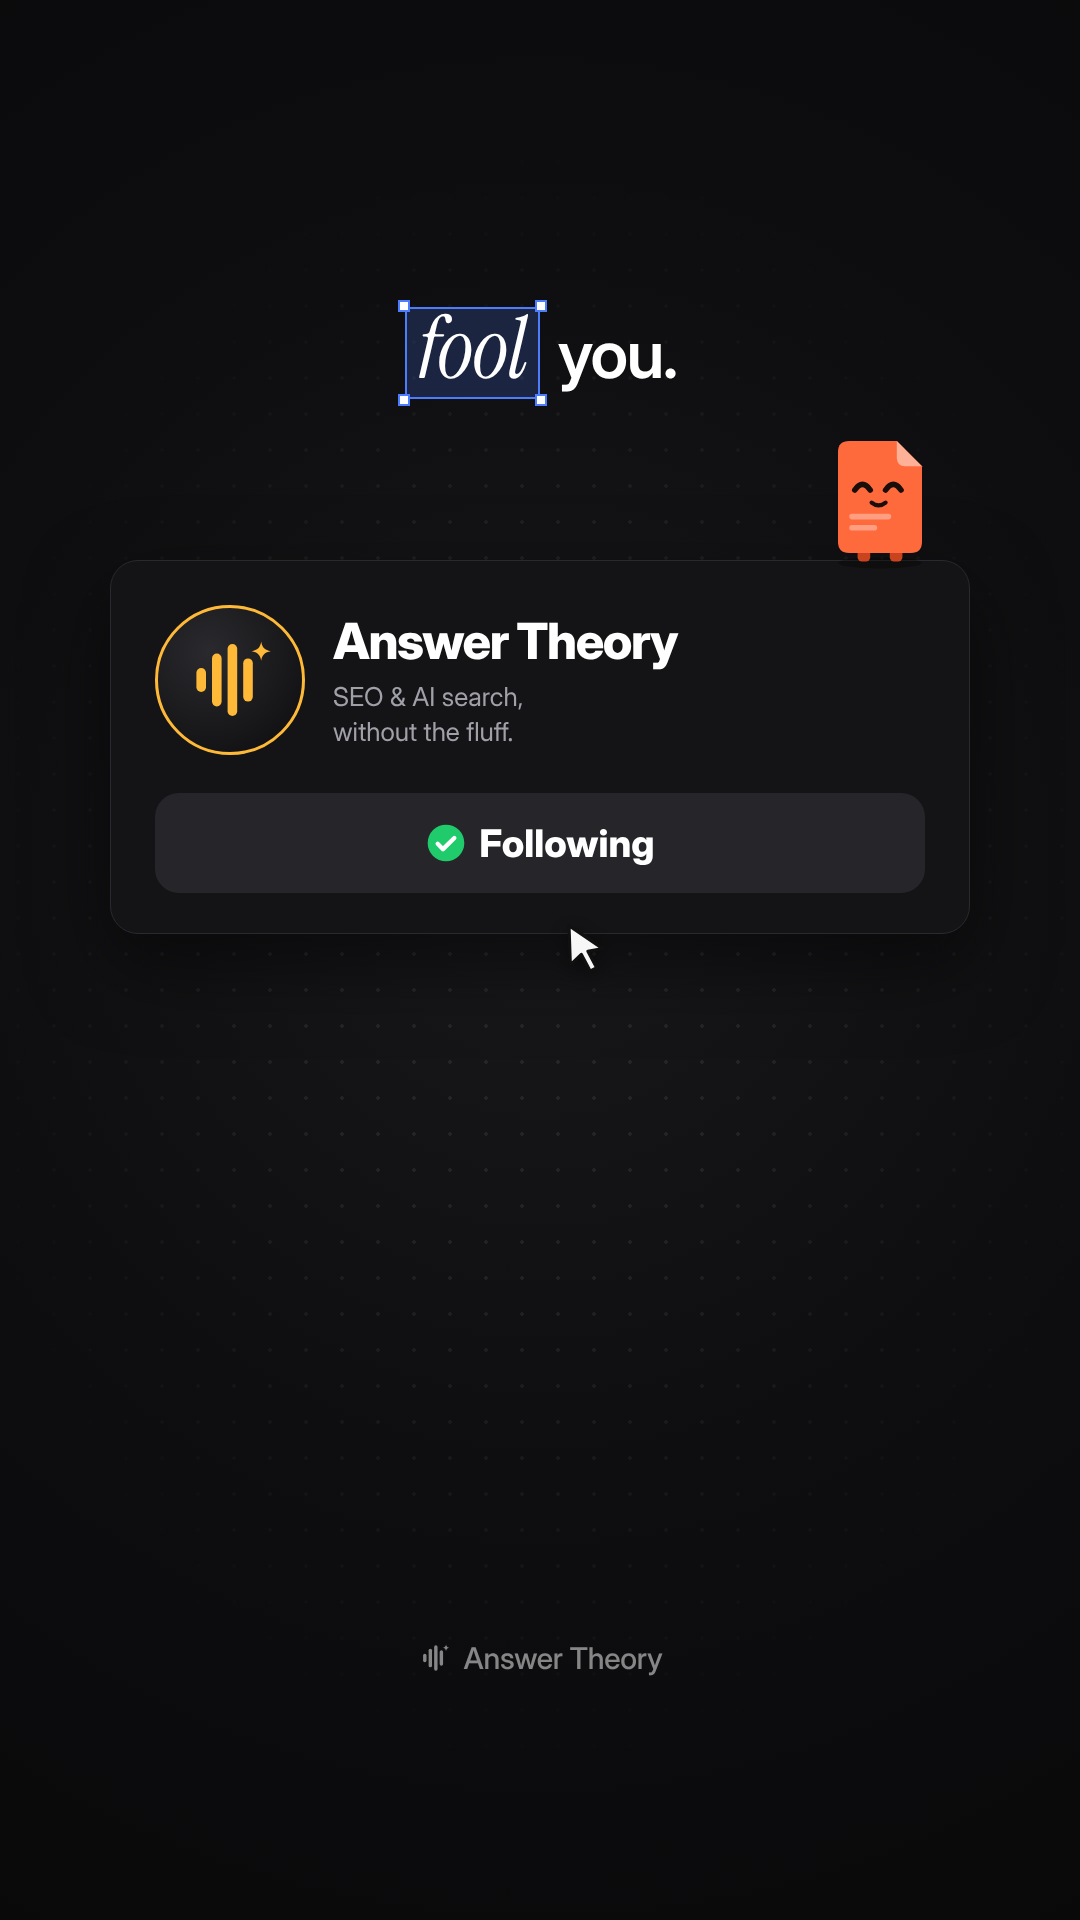 fool you.
Answer Theory
SEO & AI search,
without the fluff.
Following
Answer Theory